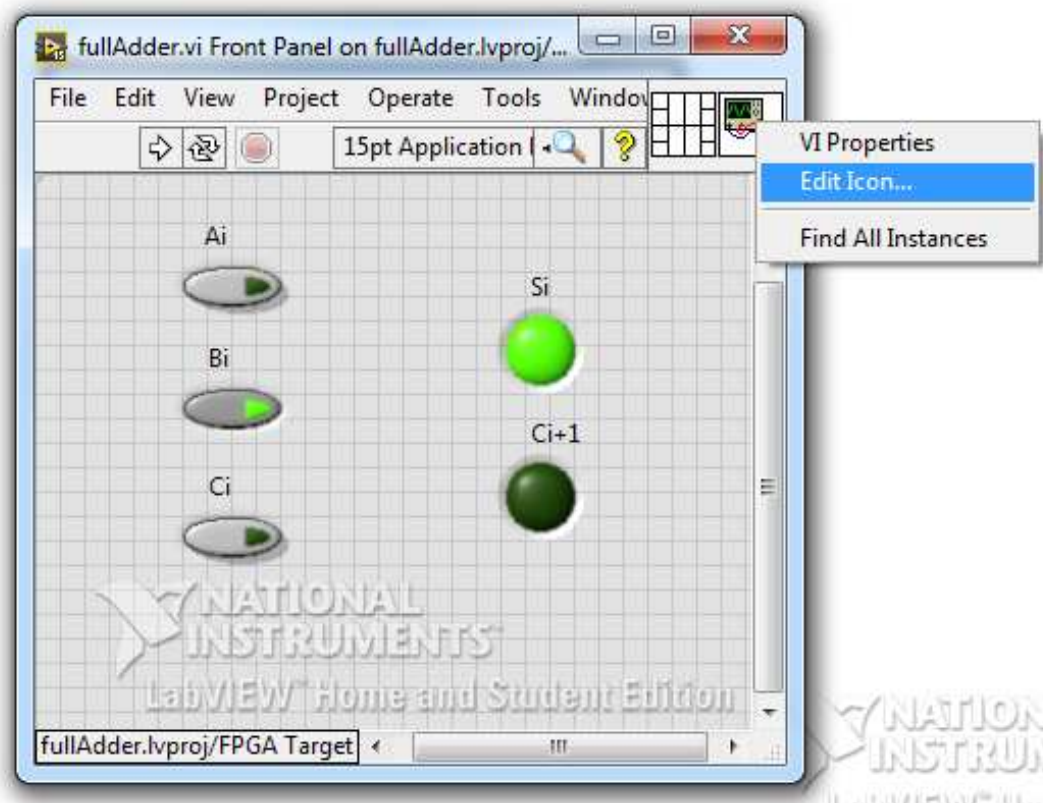 fullAdder.vi Front Panel on fullAdder.lvproj/...
File Edit View Project Operate Tools Window
15pt Application
VI Properties
Edit Icon...
Find All Instances
Ai
Si
Bi
Ci+1
Ci
NATIONAL
INSTRUMENTS
LabVIEW™ Home and Student Edition
fullAdder.lvproj/FPGA Target
NATION
INSTRUM